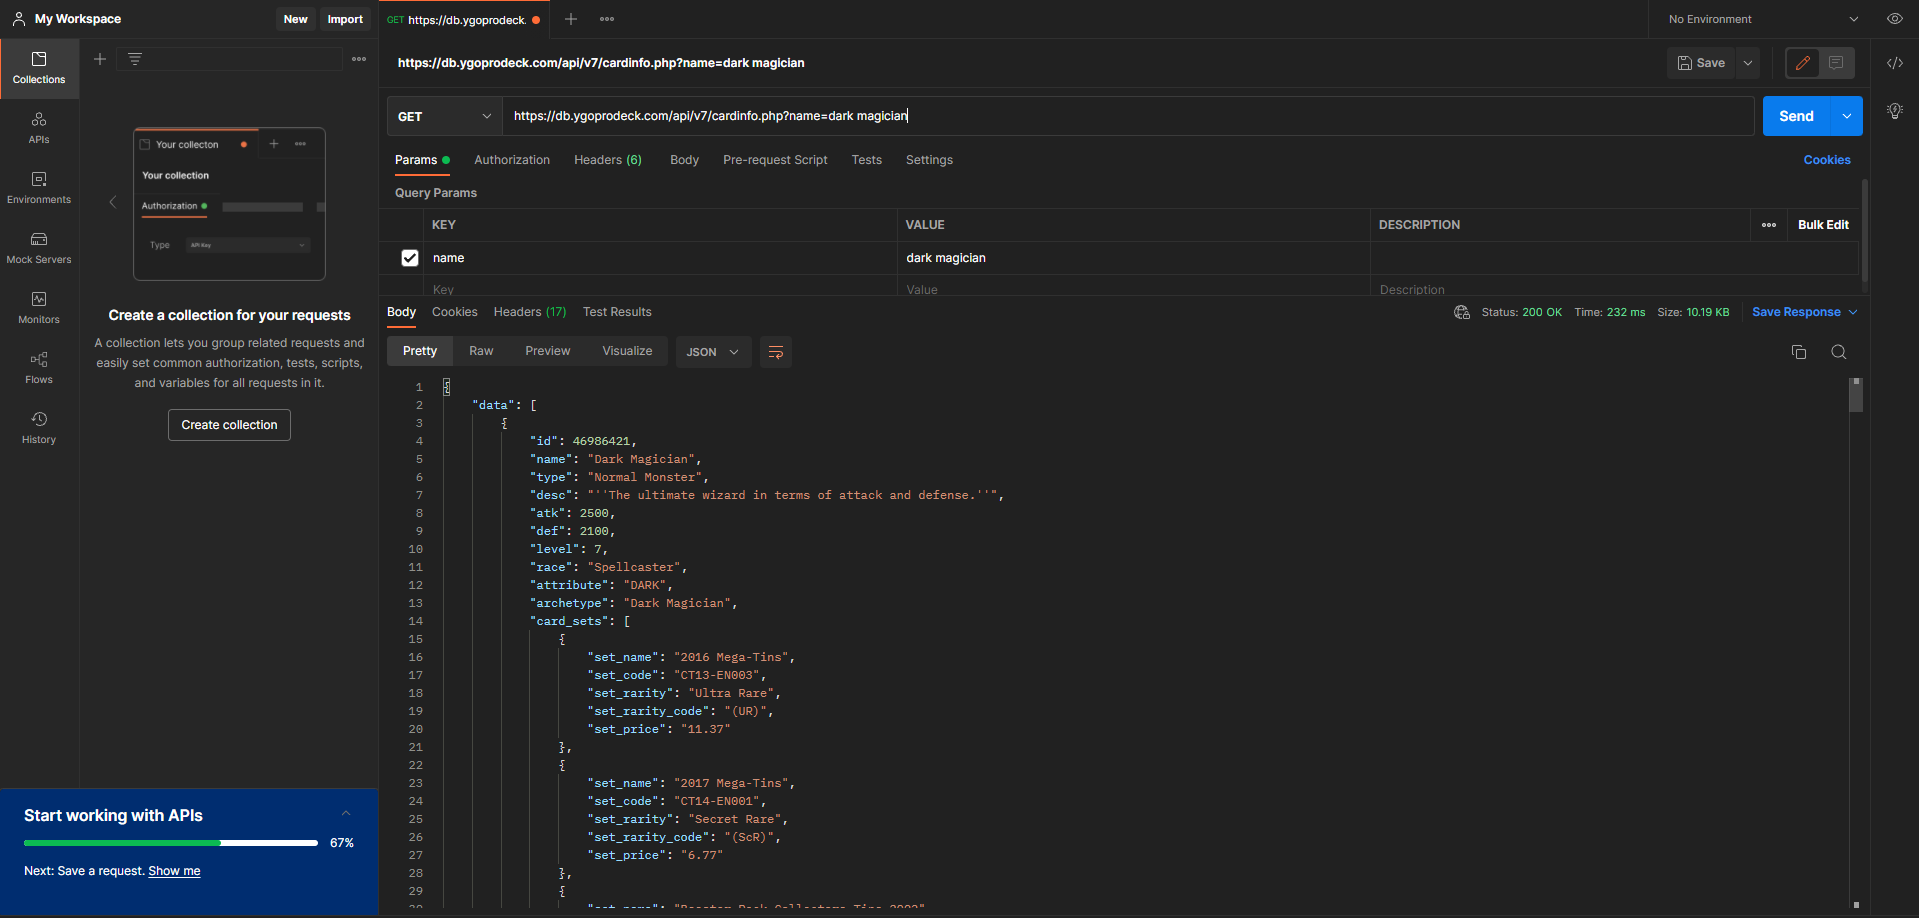 My Workspace
New
Import
GET https://db.ygoprodeck.
No Environment
Collections
APIs
Environments
Mock Servers
Monitors
Flows
History
Your collecton
Your collection
Authorization
Type
API Key
Create a collection for your requests
A collection lets you group related requests and
easily set common authorization, tests, scripts,
and variables for all requests in it.
Create collection
Start working with APIs
67%
Next: Save a request. Show me
https://db.ygoprodeck.com/api/v7/cardinfo.php?name=dark magician
Save
GET
https://db.ygoprodeck.com/api/v7/cardinfo.php?name=dark magician
Send
Params
Authorization
Headers (6)
Body
Pre-request Script
Tests
Settings
Cookies
Query Params
KEY
VALUE
DESCRIPTION
Bulk Edit
name
dark magician
Key
Value
Description
Body
Cookies
Headers (17)
Test Results
Status: 200 OK
Time: 232 ms
Size: 10.19 KB
Save Response
Pretty
Raw
Preview
Visualize
JSON
1 {
2 "data": [
3 {
4 "id": 46986421,
5 "name": "Dark Magician",
6 "type": "Normal Monster",
7 "desc": "''The ultimate wizard in terms of attack and defense.''",
8 "atk": 2500,
9 "def": 2100,
10 "level": 7,
11 "race": "Spellcaster",
12 "attribute": "DARK",
13 "archetype": "Dark Magician",
14 "card_sets": [
15 {
16 "set_name": "2016 Mega-Tins",
17 "set_code": "CT13-EN003",
18 "set_rarity": "Ultra Rare",
19 "set_rarity_code": "(UR)",
20 "set_price": "11.37"
21 },
22 {
23 "set_name": "2017 Mega-Tins",
24 "set_code": "CT14-EN001",
25 "set_rarity": "Secret Rare",
26 "set_rarity_code": "(ScR)",
27 "set_price": "6.77"
28 },
29 {